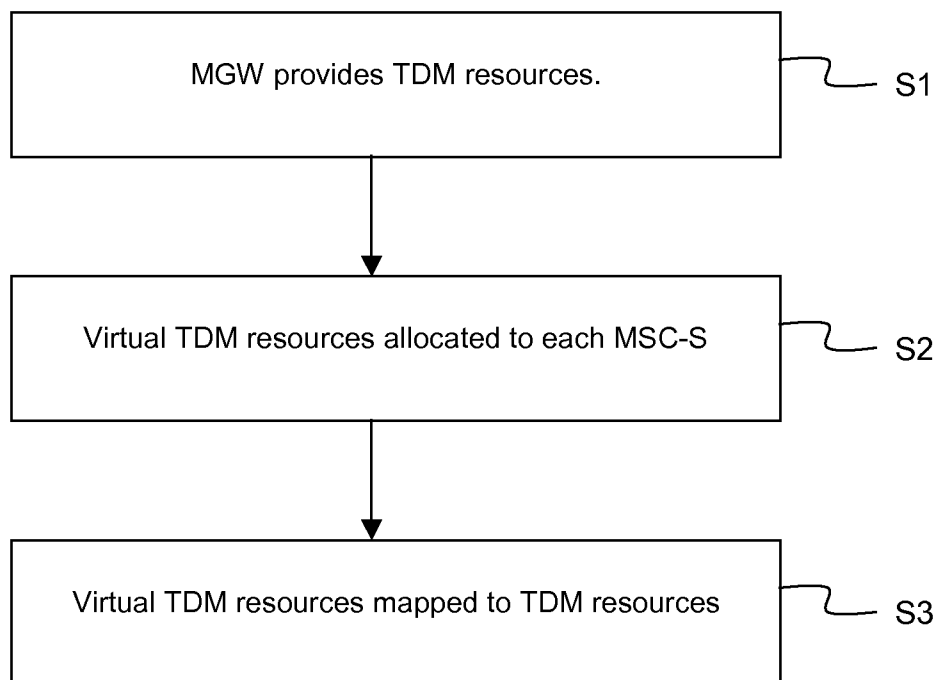 MGW provides TDM resources.
S1
Virtual TDM resources allocated to each MSC-S
S2
Virtual TDM resources mapped to TDM resources
S3